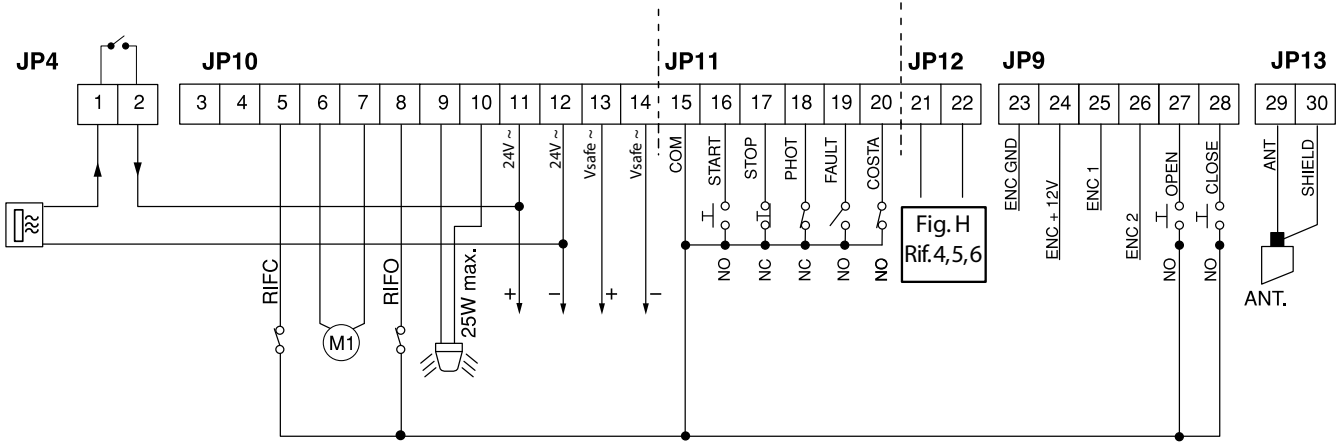 JP4 JP10 JP11 JP12 JP9 JP13
1 2 3 4 5 6 7 8 9 10 11 12 13 14 15 16 17 18 19 20 21 22 23 24 25 26 27 28 29 30
24V ~
24V ~
Vsafe ~
Vsafe ~
COM
START
STOP
PHOT
FAULT
COSTA
ENC GND
ENC + 12V
ENC 1
ENC 2
OPEN
CLOSE
ANT
SHIELD
Fig. H
Rif. 4,5,6
RIFC
M1
RIFO
25W max.
+ – + –
NO
NC
NC
NO
NO
NO
NO
ANT.